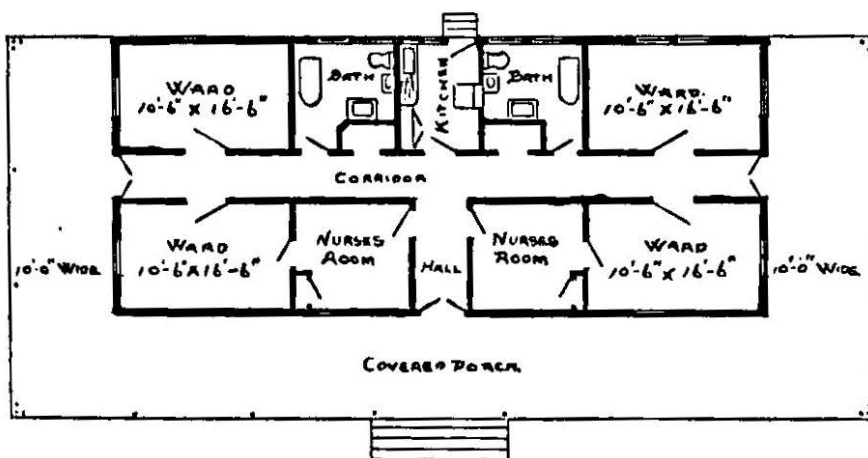 WARD
10'-6" X 16'-6"
BATH
KITCHEN
BATH
WARD.
10'-6" X 16'-6"
CORRIDOR
WARD
10'-6" X 16'-6"
NURSES
ROOM
HALL
NURSES
ROOM
WARD
10'-6" X 16'-6"
10'-0" WIDE
10'-0" WIDE
COVERED PORCH